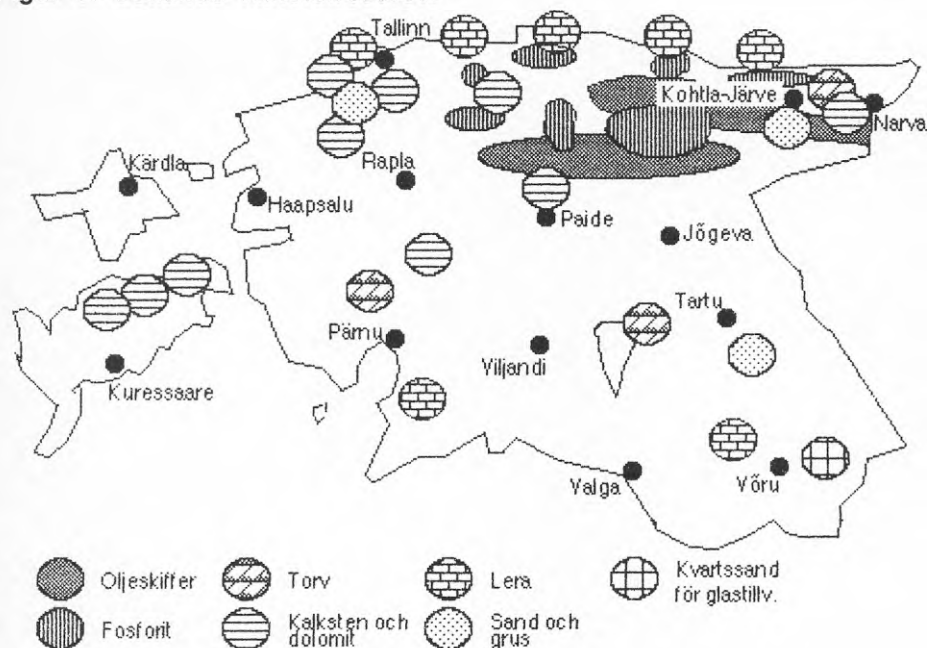 Tallinn
Kohtla-Järve
Narva
Kärdla
Rapla
Haapsalu
Paide
Jõgeva
Tartu
Pärnu
Viljandi
Kuressaare
Valga
Võru
Oljeskiffer
Torv
Lera
Kvartssand
för glastillv.
Fosforit
Kalksten och
dolomit
Sand och
grus